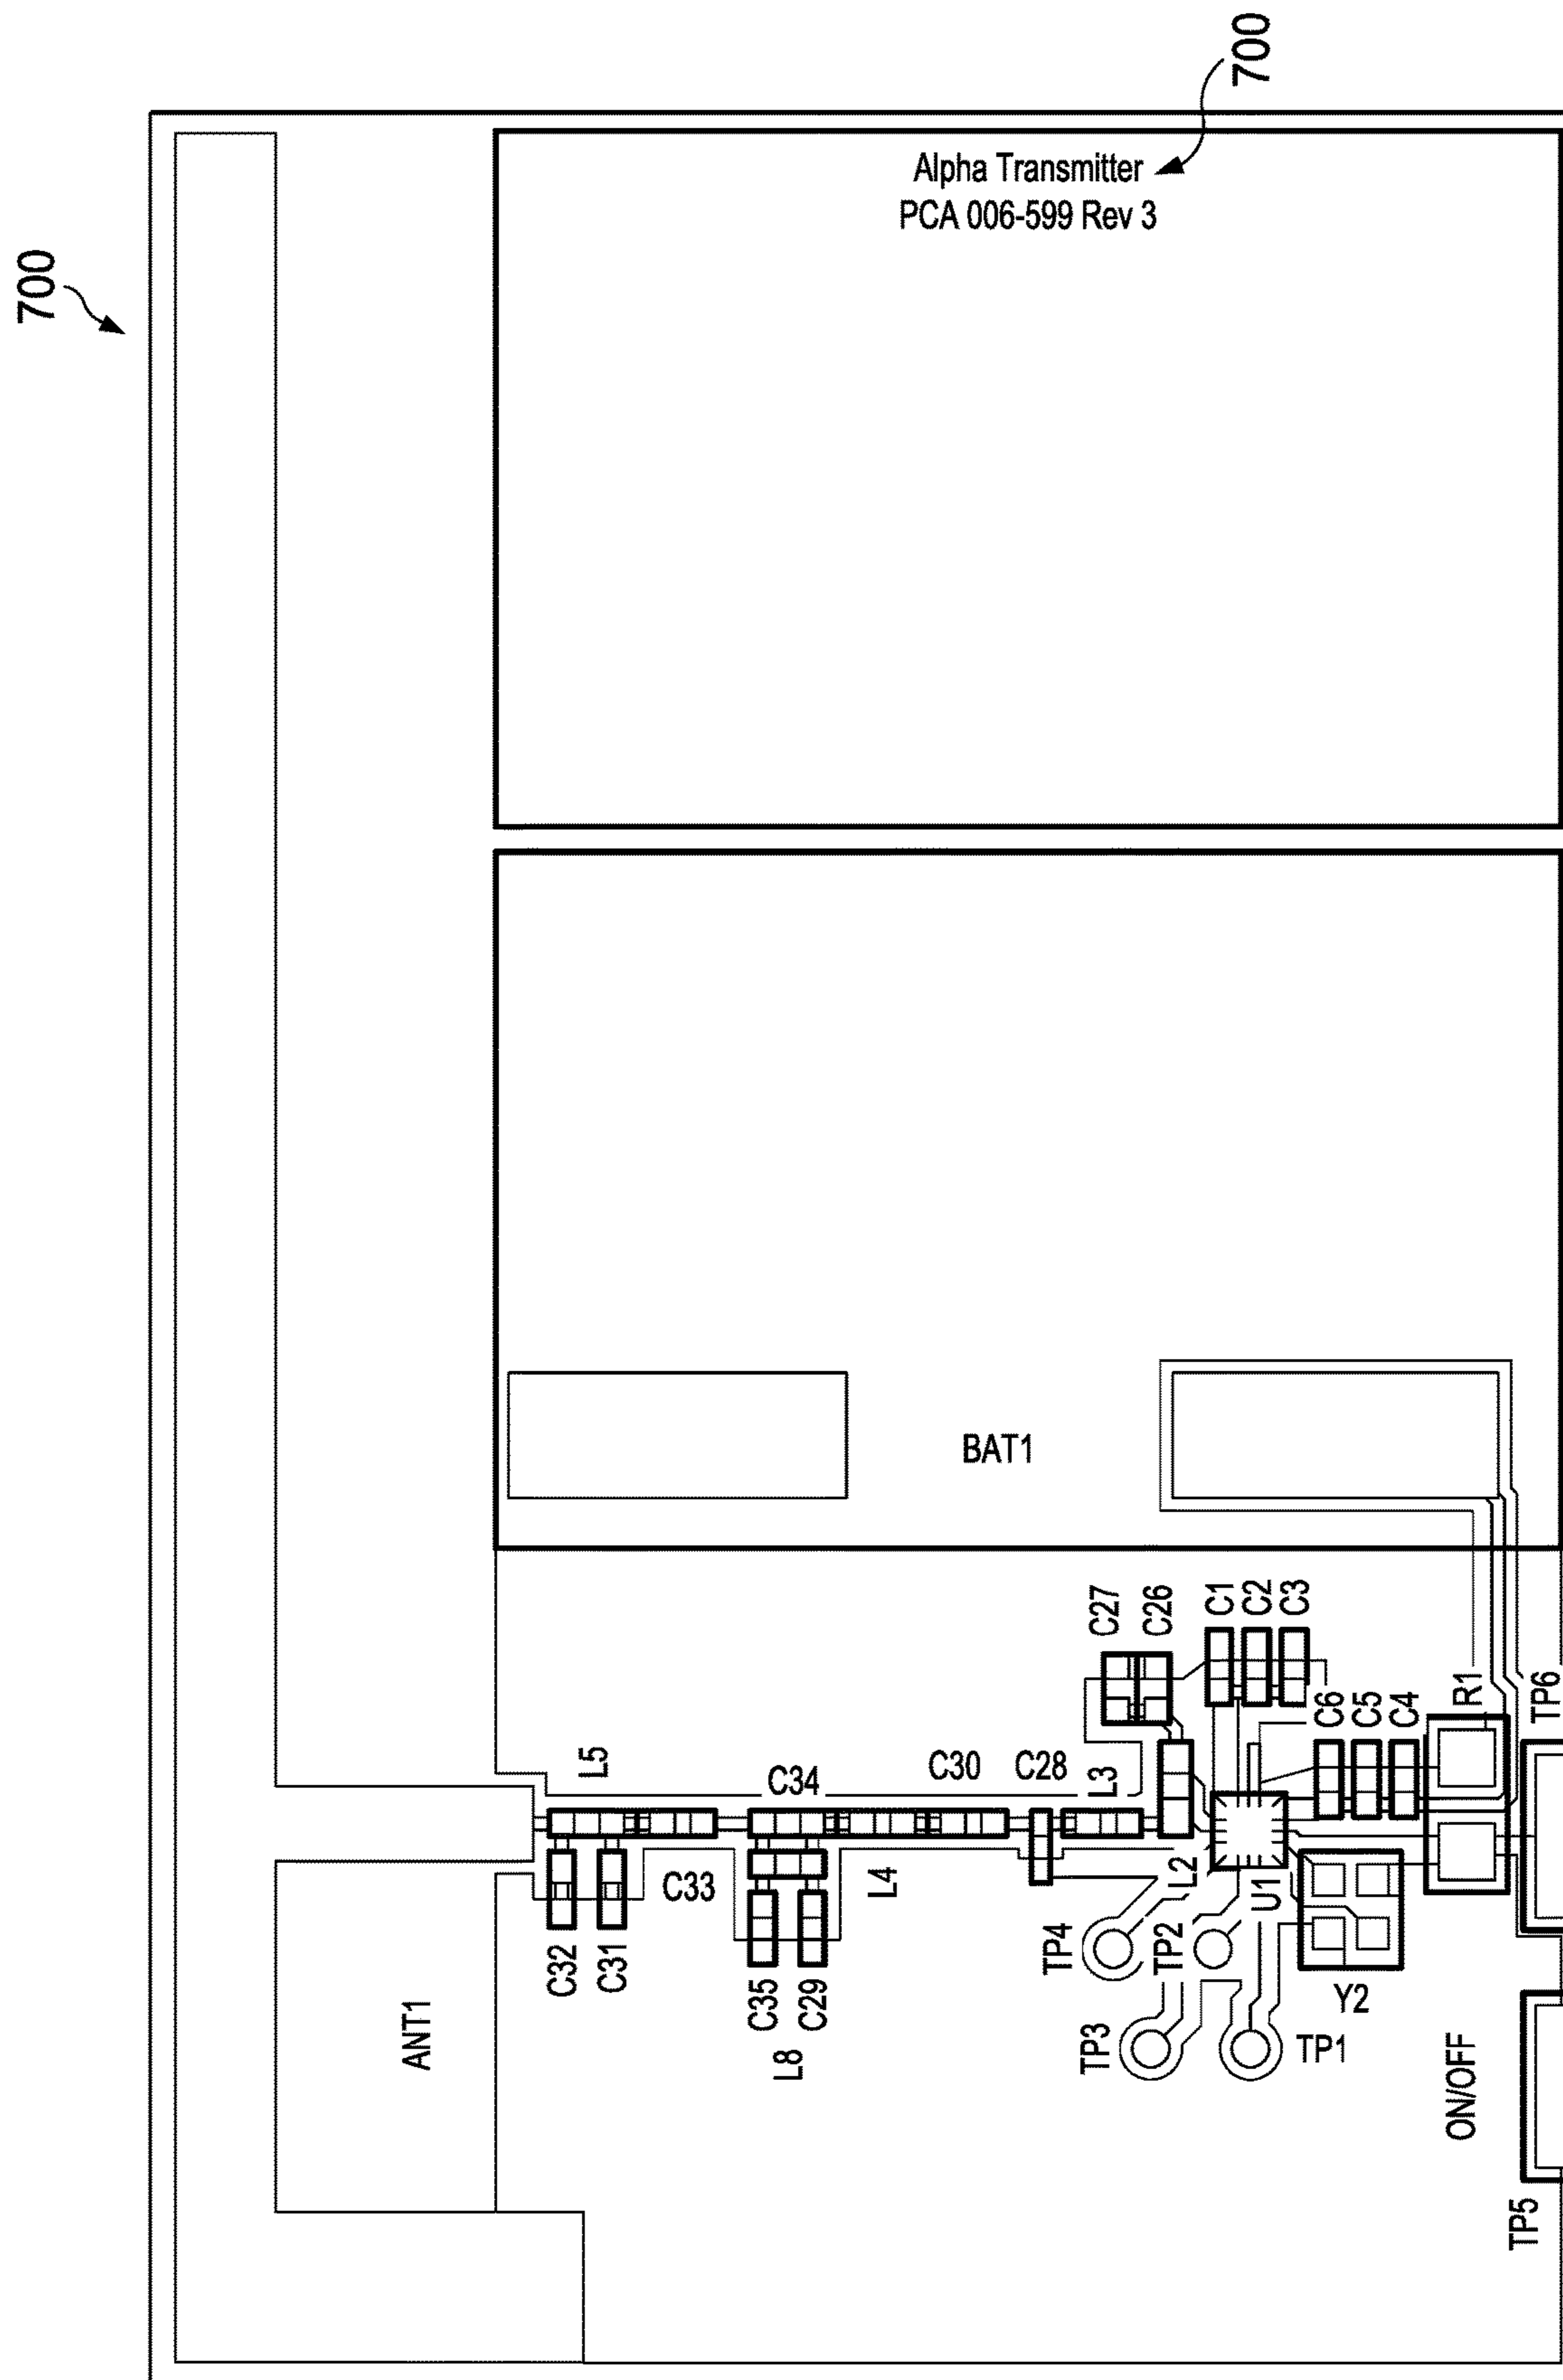 700
700
Alpha Transmitter
PCA 006-599 Rev 3
BAT1
C27
C26
C1
C2
C3
L5
C34
C30
C28
L3
C6
C5
C4
R1
TP6
C33
L4
L2
U1
C32
C31
C35
C29
L8
TP4
TP2
TP3
TP1
Y2
ANT1
ON/OFF
TP5